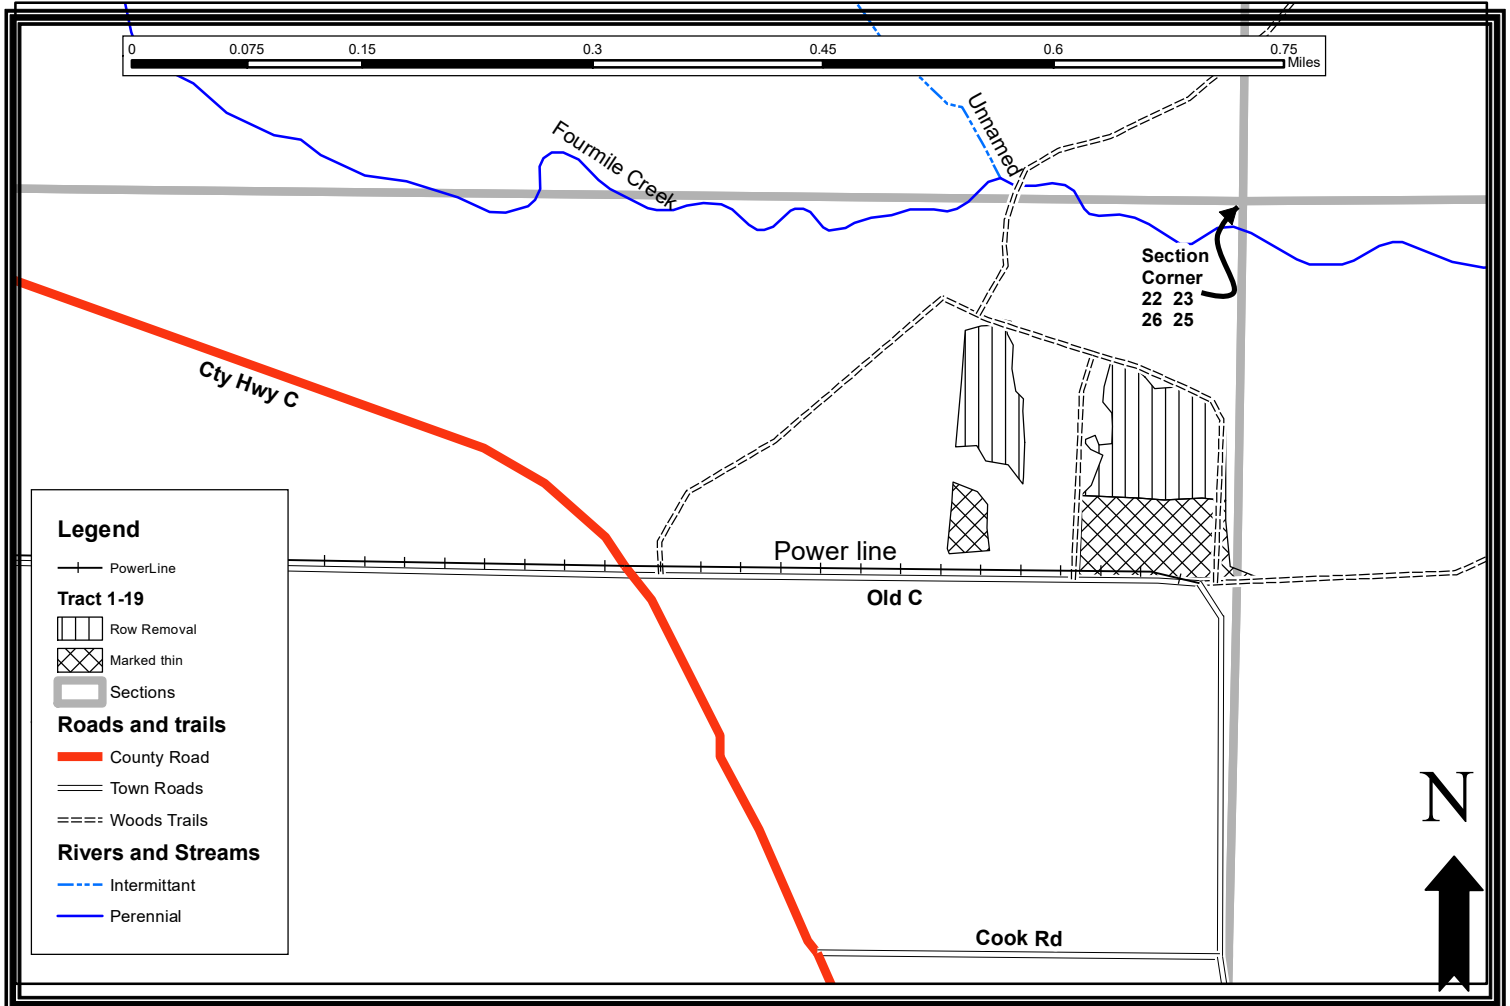 0 0.075 0.15 0.3 0.45 0.6 0.75
Miles
Unnamed
Fourmile Creek
Section
Corner
22 23
26 25
Cty Hwy C
Power line
Old C
Legend
PowerLine
Tract 1-19
Row Removal
Marked thin
Sections
Roads and trails
County Road
Town Roads
Woods Trails
Rivers and Streams
Intermittant
Perennial
N
Cook Rd